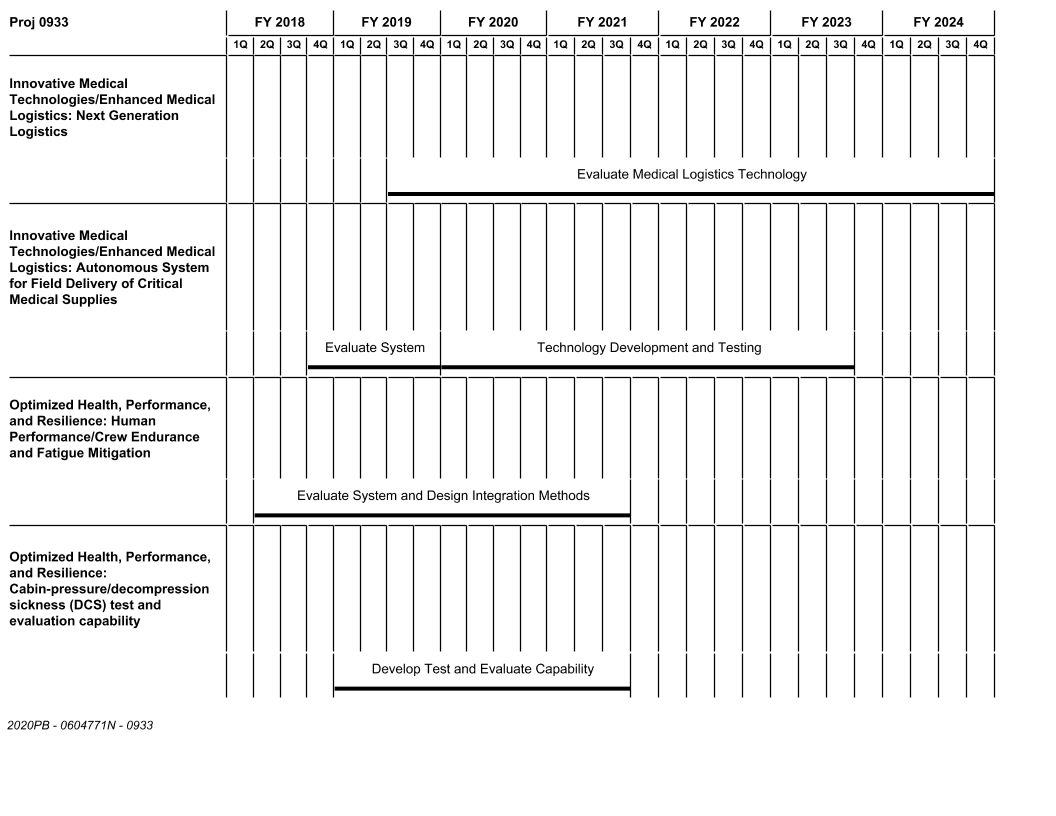 Proj 0933 FY 2018 FY 2019 FY 2020 FY 2021 FY 2022 FY 2023 FY 2024
1Q 2Q 3Q 4Q 1Q 2Q 3Q 4Q 1Q 2Q 3Q 4Q 1Q 2Q 3Q 4Q 1Q 2Q 3Q 4Q 1Q 2Q 3Q 4Q 1Q 2Q 3Q 4Q
Innovative Medical
Technologies/Enhanced Medical
Logistics: Next Generation
Logistics
Evaluate Medical Logistics Technology
Innovative Medical
Technologies/Enhanced Medical
Logistics: Autonomous System
for Field Delivery of Critical
Medical Supplies
Evaluate System Technology Development and Testing
Optimized Health, Performance,
and Resilience: Human
Performance/Crew Endurance
and Fatigue Mitigation
Evaluate System and Design Integration Methods
Optimized Health, Performance,
and Resilience:
Cabin-pressure/decompression
sickness (DCS) test and
evaluation capability
Develop Test and Evaluate Capability
2020PB - 0604771N - 0933